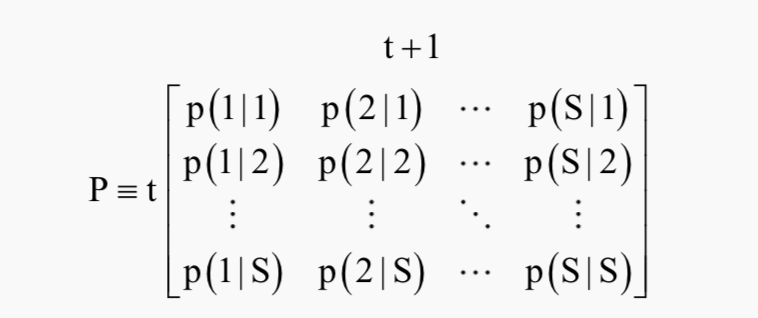 t+1
p(1|1) p(2|1) ⋯ p(S|1)
p(1|2) p(2|2) ⋯ p(S|2)
P ≡ t
⋮ ⋮ ⋱ ⋮
p(1|S) p(2|S) ⋯ p(S|S)